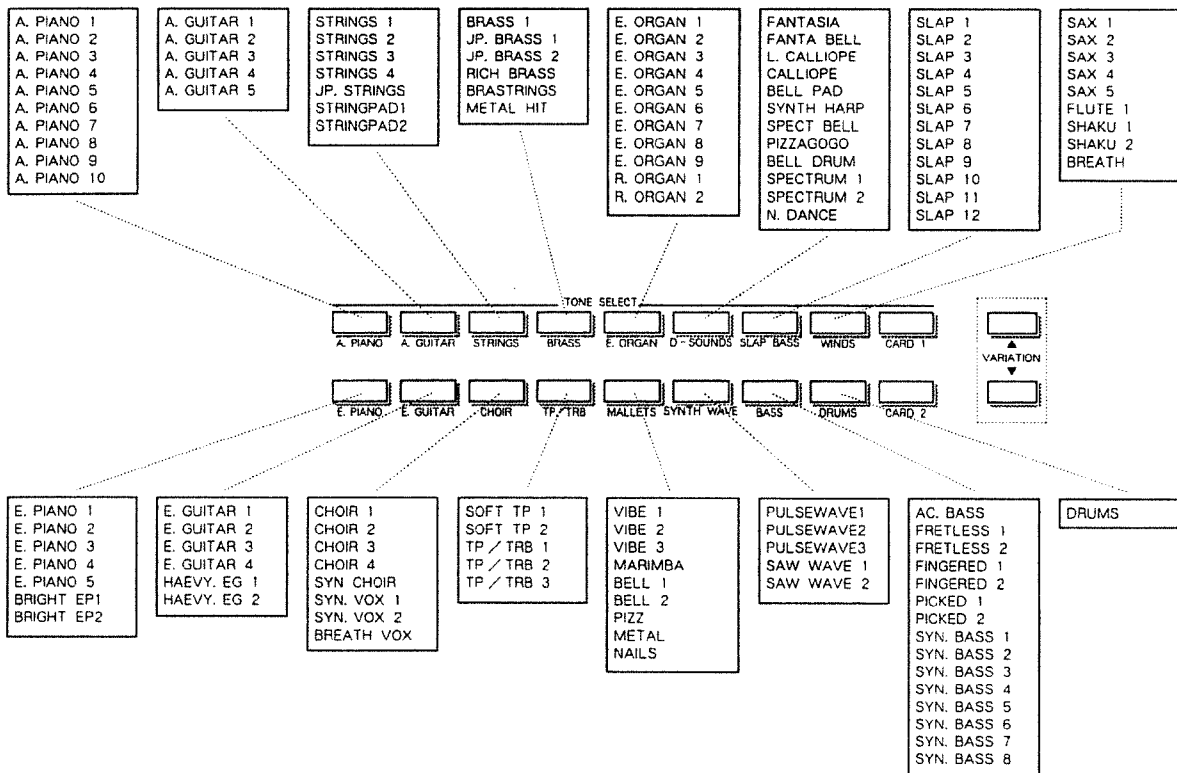 A. PIANO 1
A. PIANO 2
A. PIANO 3
A. PIANO 4
A. PIANO 5
A. PIANO 6
A. PIANO 7
A. PIANO 8
A. PIANO 9
A. PIANO 10
A. GUITAR 1
A. GUITAR 2
A. GUITAR 3
A. GUITAR 4
A. GUITAR 5
STRINGS 1
STRINGS 2
STRINGS 3
STRINGS 4
JP. STRINGS
STRINGPAD1
STRINGPAD2
BRASS 1
JP. BRASS 1
JP. BRASS 2
RICH BRASS
BRASTRINGS
METAL HIT
E. ORGAN 1
E. ORGAN 2
E. ORGAN 3
E. ORGAN 4
E. ORGAN 5
E. ORGAN 6
E. ORGAN 7
E. ORGAN 8
E. ORGAN 9
R. ORGAN 1
R. ORGAN 2
FANTASIA
FANTA BELL
L. CALLIOPE
CALLIOPE
BELL PAD
SYNTH HARP
SPECT BELL
PIZZAGOGO
BELL DRUM
SPECTRUM 1
SPECTRUM 2
N. DANCE
SLAP 1
SLAP 2
SLAP 3
SLAP 4
SLAP 5
SLAP 6
SLAP 7
SLAP 8
SLAP 9
SLAP 10
SLAP 11
SLAP 12
SAX 1
SAX 2
SAX 3
SAX 4
SAX 5
FLUTE 1
SHAKU 1
SHAKU 2
BREATH
TONE SELECT
A. PIANO
A. GUITAR
STRINGS
BRASS
E. ORGAN
D-SOUNDS
SLAP BASS
WINDS
CARD 1
▲
VARIATION
▼
E. PIANO
E. GUITAR
CHOIR
TP/TRB
MALLETS
SYNTH WAVE
BASS
DRUMS
CARD 2
E. PIANO 1
E. PIANO 2
E. PIANO 3
E. PIANO 4
E. PIANO 5
BRIGHT EP1
BRIGHT EP2
E. GUITAR 1
E. GUITAR 2
E. GUITAR 3
E. GUITAR 4
HAEVY. EG 1
HAEVY. EG 2
CHOIR 1
CHOIR 2
CHOIR 3
CHOIR 4
SYN CHOIR
SYN. VOX 1
SYN. VOX 2
BREATH VOX
SOFT TP 1
SOFT TP 2
TP / TRB 1
TP / TRB 2
TP / TRB 3
VIBE 1
VIBE 2
VIBE 3
MARIMBA
BELL 1
BELL 2
PIZZ
METAL
NAILS
PULSEWAVE1
PULSEWAVE2
PULSEWAVE3
SAW WAVE 1
SAW WAVE 2
AC. BASS
FRETLESS 1
FRETLESS 2
FINGERED 1
FINGERED 2
PICKED 1
PICKED 2
SYN. BASS 1
SYN. BASS 2
SYN. BASS 3
SYN. BASS 4
SYN. BASS 5
SYN. BASS 6
SYN. BASS 7
SYN. BASS 8
DRUMS